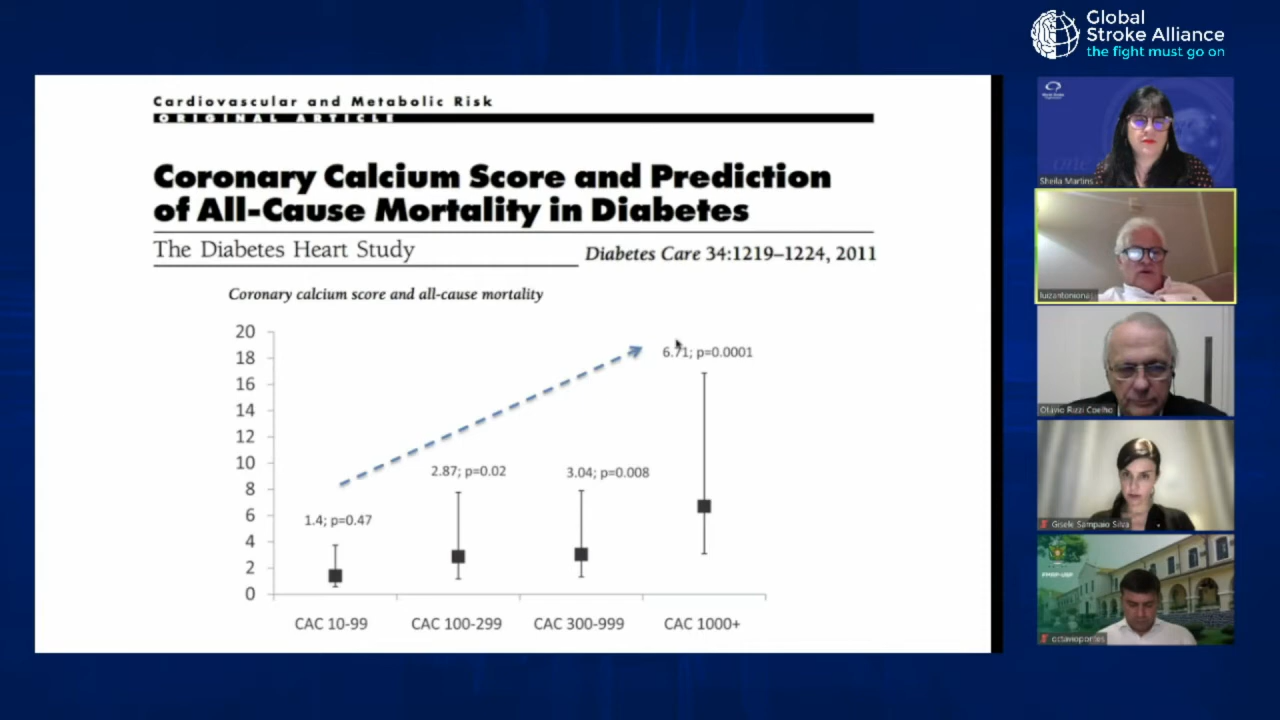 Global
Stroke Alliance
the fight must go on
Cardiovascular and Metabolic Risk
ORIGINAL ARTICLE
Coronary Calcium Score and Prediction
of All-Cause Mortality in Diabetes
The Diabetes Heart Study
Diabetes Care 34:1219–1224, 2011
Coronary calcium score and all-cause mortality
20
18
16
14
12
10
8
6
4
2
0
1.4; p=0.47
2.87; p=0.02
3.04; p=0.008
6.71; p=0.0001
CAC 10-99
CAC 100-299
CAC 300-999
CAC 1000+
Sheila Martins
Otavio Rizzi Coelho
Gisele Sampaio Silva
octaviopontes